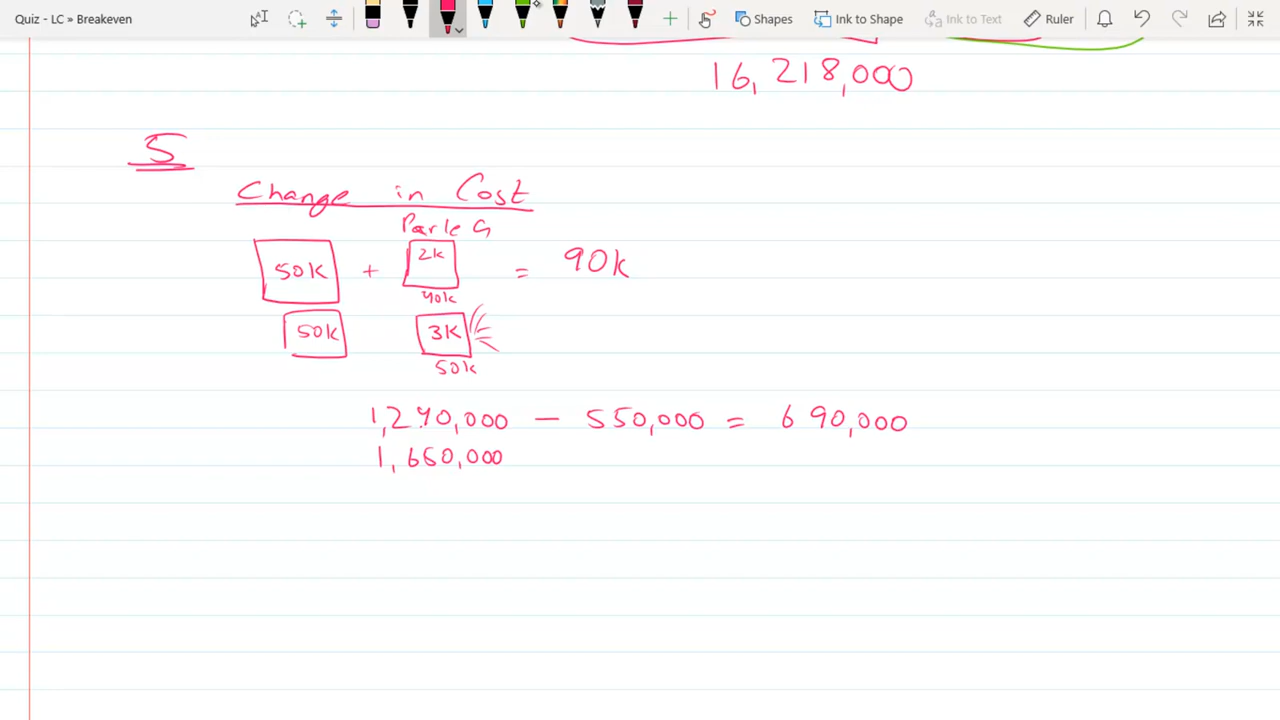 Quiz - LC » Breakeven
Shapes Ink to Shape Ink to Text Ruler
16,218,000
5
Change in Cost
Parle G
50k + 2k = 90k
40k
50k 3k
50k
1,240,000 — 550,000 = 690,000
1,650,000